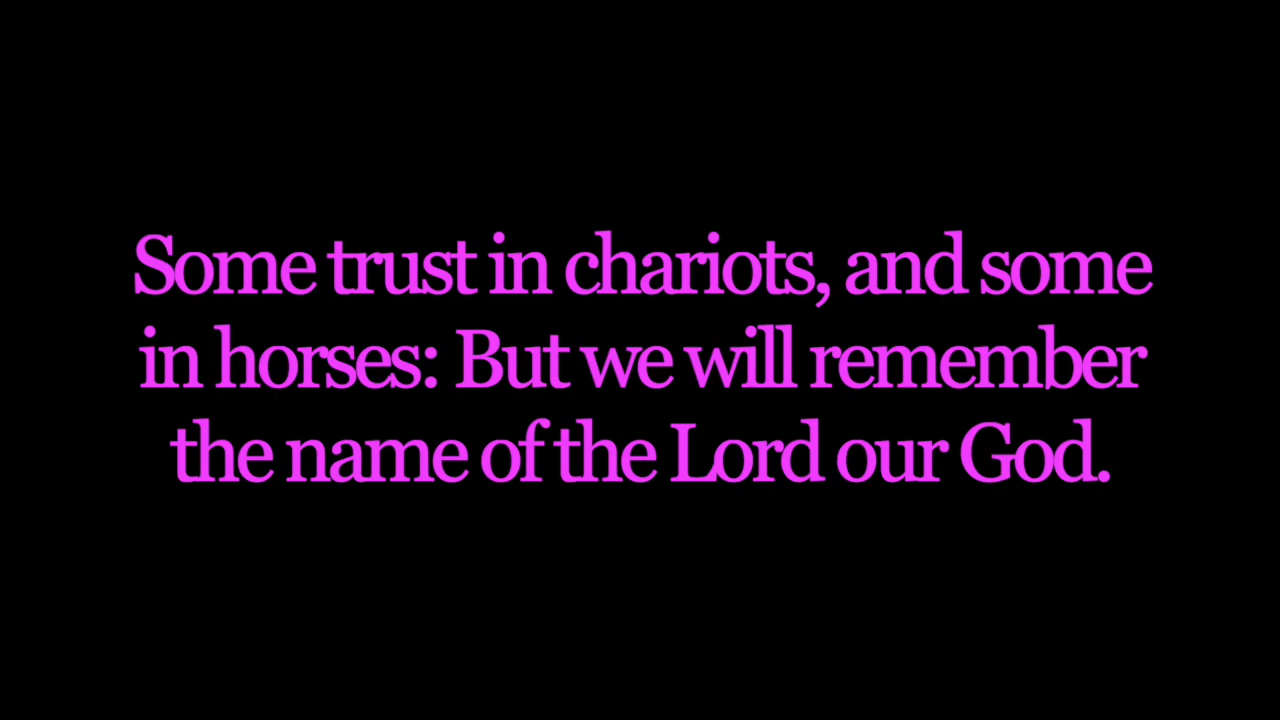 Some trust in chariots, and some
in horses: But we will remember
the name of the Lord our God.